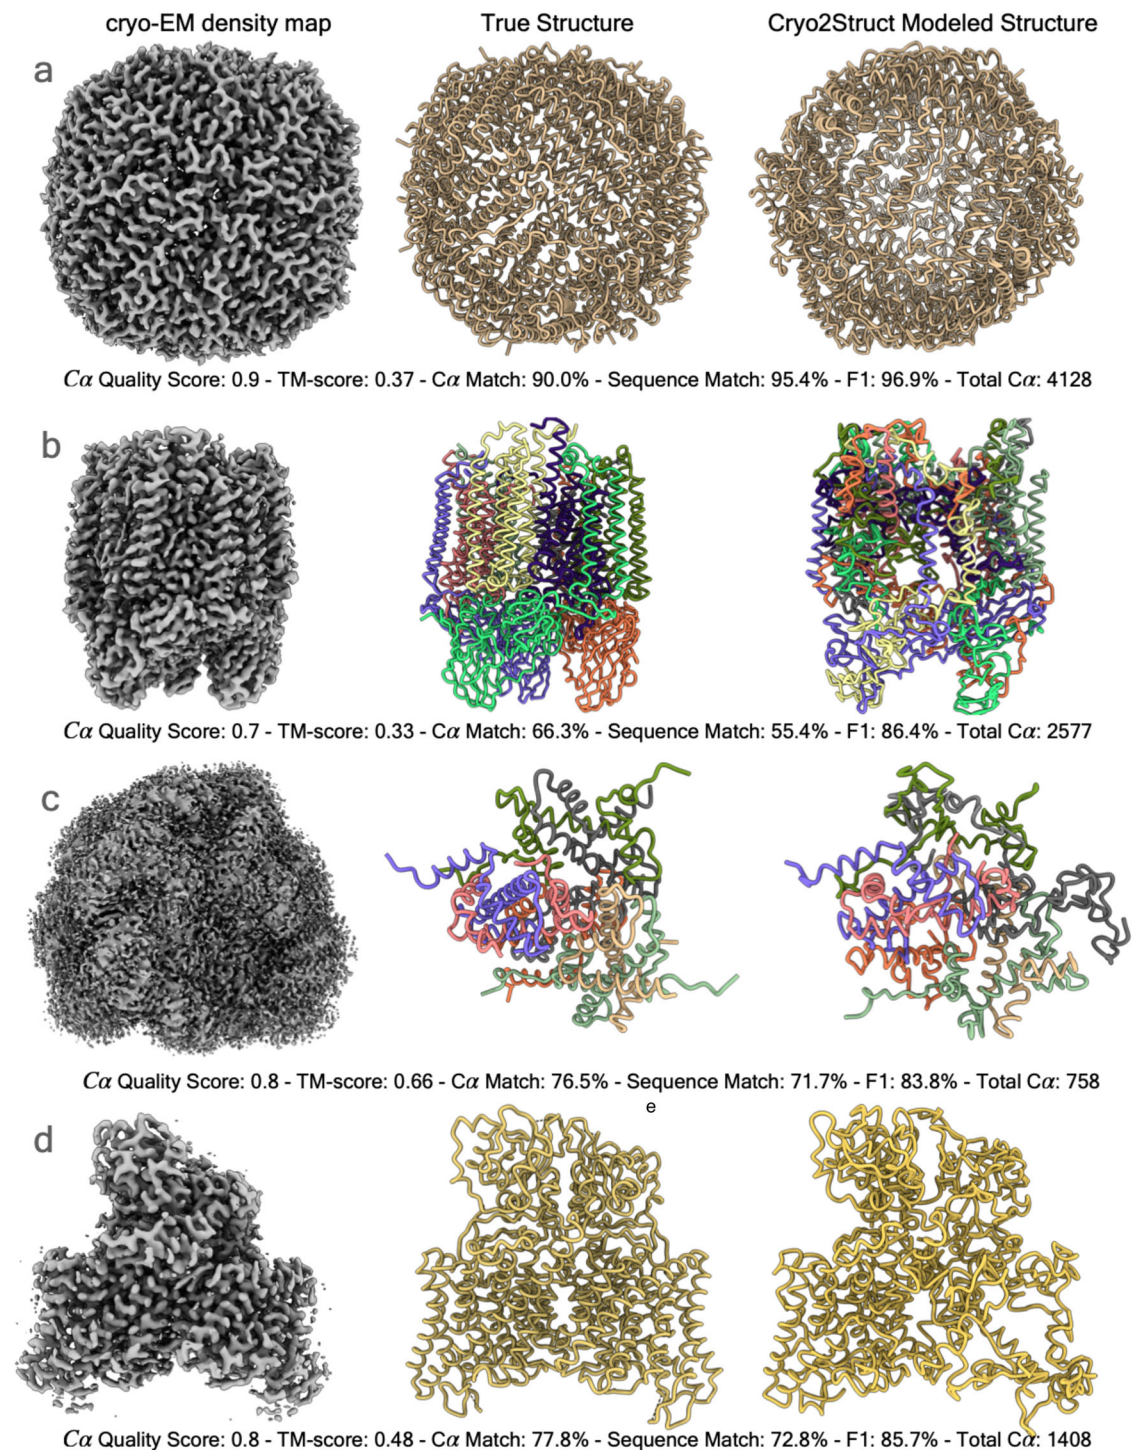 cryo-EM density map True Structure Cryo2Struct Modeled Structure
a
Cα Quality Score: 0.9 - TM-score: 0.37 - Cα Match: 90.0% - Sequence Match: 95.4% - F1: 96.9% - Total Cα: 4128
b
Cα Quality Score: 0.7 - TM-score: 0.33 - Cα Match: 66.3% - Sequence Match: 55.4% - F1: 86.4% - Total Cα: 2577
c
Cα Quality Score: 0.8 - TM-score: 0.66 - Cα Match: 76.5% - Sequence Match: 71.7% - F1: 83.8% - Total Cα: 758
e
d
Cα Quality Score: 0.8 - TM-score: 0.48 - Cα Match: 77.8% - Sequence Match: 72.8% - F1: 85.7% - Total Cα: 1408